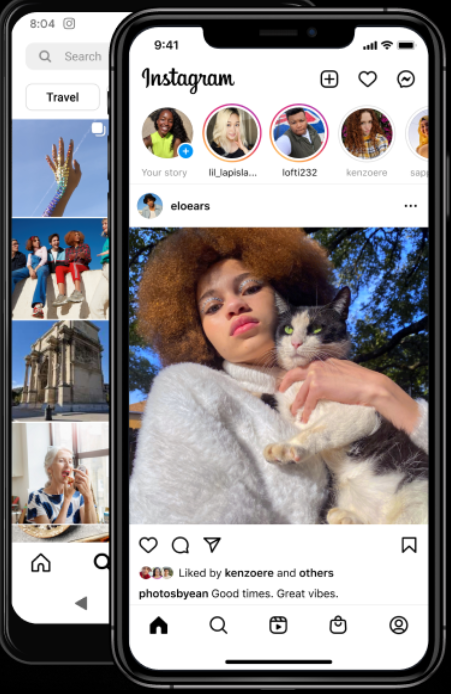 8:04
Search
Travel
9:41
Instagram
Your story
lil_lapisla...
lofti232
kenzoere
sapp
eloears
Liked by kenzoere and others
photosbyean Good times. Great vibes.